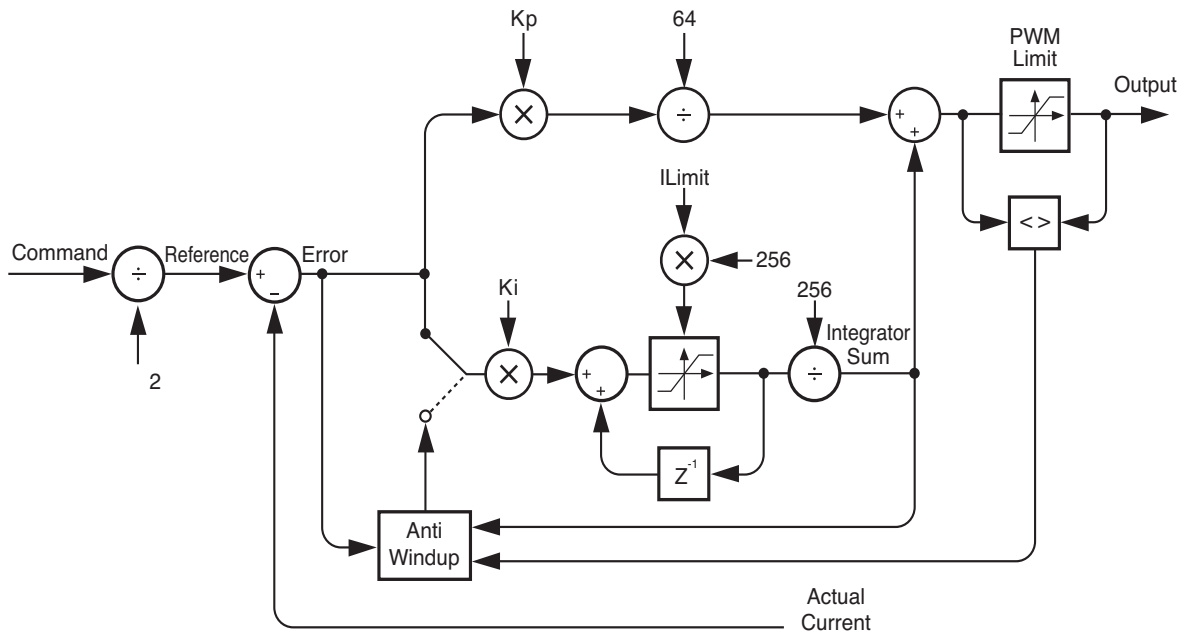 Kp
64
PWM
Limit
Output
+
+
ILimit
< >
Command
Reference
Error
+
−
256
2
Ki
256
Integrator
Sum
+
+
Z-1
Anti
Windup
Actual
Current